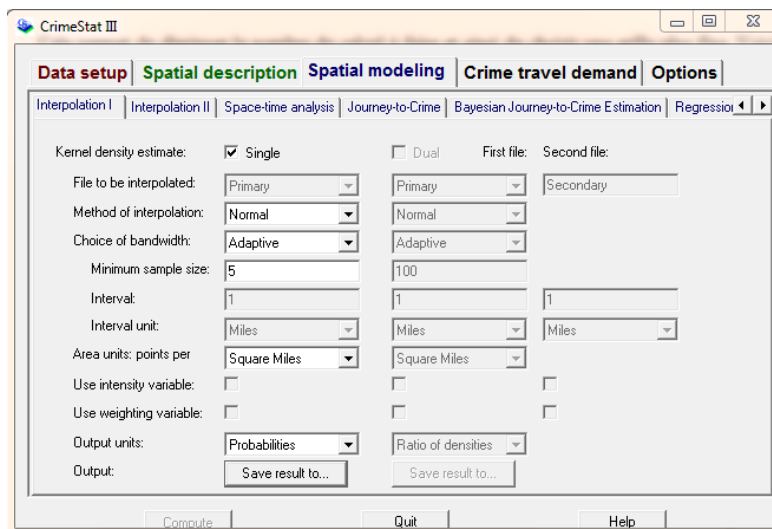 CrimeStat III
Data setup Spatial description Spatial modeling Crime travel demand Options
Interpolation I Interpolation II Space-time analysis Journey-to-Crime Bayesian Journey-to-Crime Estimation Regression
Kernel density estimate: Single Dual First file: Second file:
File to be interpolated: Primary Primary Secondary
Method of interpolation: Normal Normal
Choice of bandwidth: Adaptive Adaptive
Minimum sample size: 5 100
Interval: 1 1 1
Interval unit: Miles Miles Miles
Area units: points per Square Miles Square Miles
Use intensity variable:
Use weighting variable:
Output units: Probabilities Ratio of densities
Output: Save result to... Save result to...
Compute Quit Help